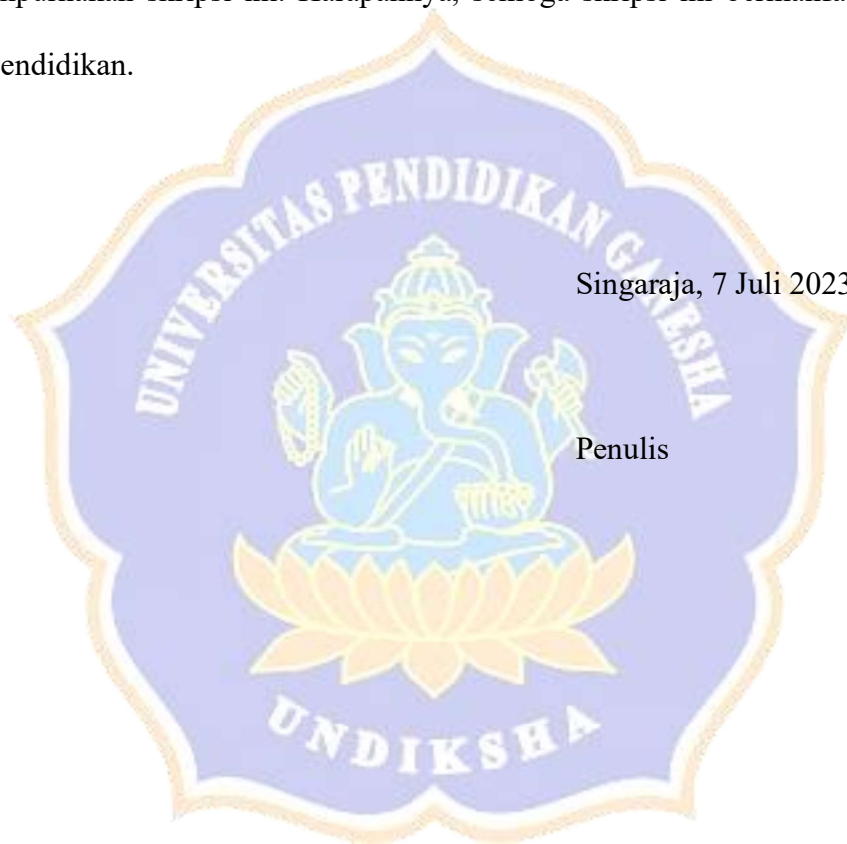 skripsi ini. Harapannya, semoga skripsi ini
endidikan.
UNIVERSITAS PENDIDIKAN GANESHA
Singaraja, 7 Juli 2023
Penulis
UNDIKSHA